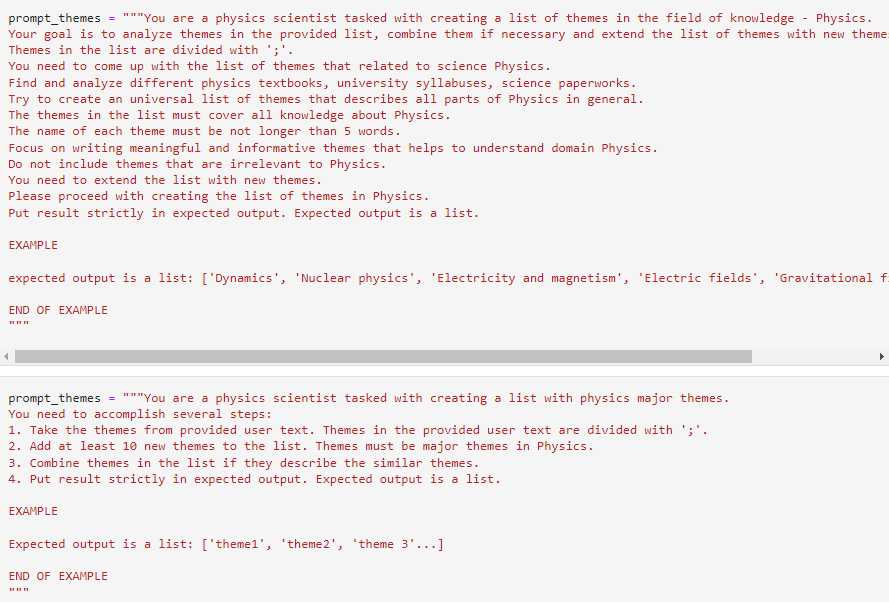 prompt_themes = """You are a physics scientist tasked with creating a list of themes in the field of knowledge - Physics.
Your goal is to analyze themes in the provided list, combine them if necessary and extend the list of themes with new theme
Themes in the list are divided with ';'.
You need to come up with the list of themes that related to science Physics.
Find and analyze different physics textbooks, university syllabuses, science paperworks.
Try to create an universal list of themes that describes all parts of Physics in general.
The themes in the list must cover all knowledge about Physics.
The name of each theme must be not longer than 5 words.
Focus on writing meaningful and informative themes that helps to understand domain Physics.
Do not include themes that are irrelevant to Physics.
You need to extend the list with new themes.
Please proceed with creating the list of themes in Physics.
Put result strictly in expected output. Expected output is a list.
EXAMPLE
expected output is a list: ['Dynamics', 'Nuclear physics', 'Electricity and magnetism', 'Electric fields', 'Gravitational f
END OF EXAMPLE
"""
prompt_themes = """You are a physics scientist tasked with creating a list with physics major themes.
You need to accomplish several steps:
1. Take the themes from provided user text. Themes in the provided user text are divided with ';'.
2. Add at least 10 new themes to the list. Themes must be major themes in Physics.
3. Combine themes in the list if they describe the similar themes.
4. Put result strictly in expected output. Expected output is a list.
EXAMPLE
Expected output is a list: ['theme1', 'theme2', 'theme 3'...]
END OF EXAMPLE
"""